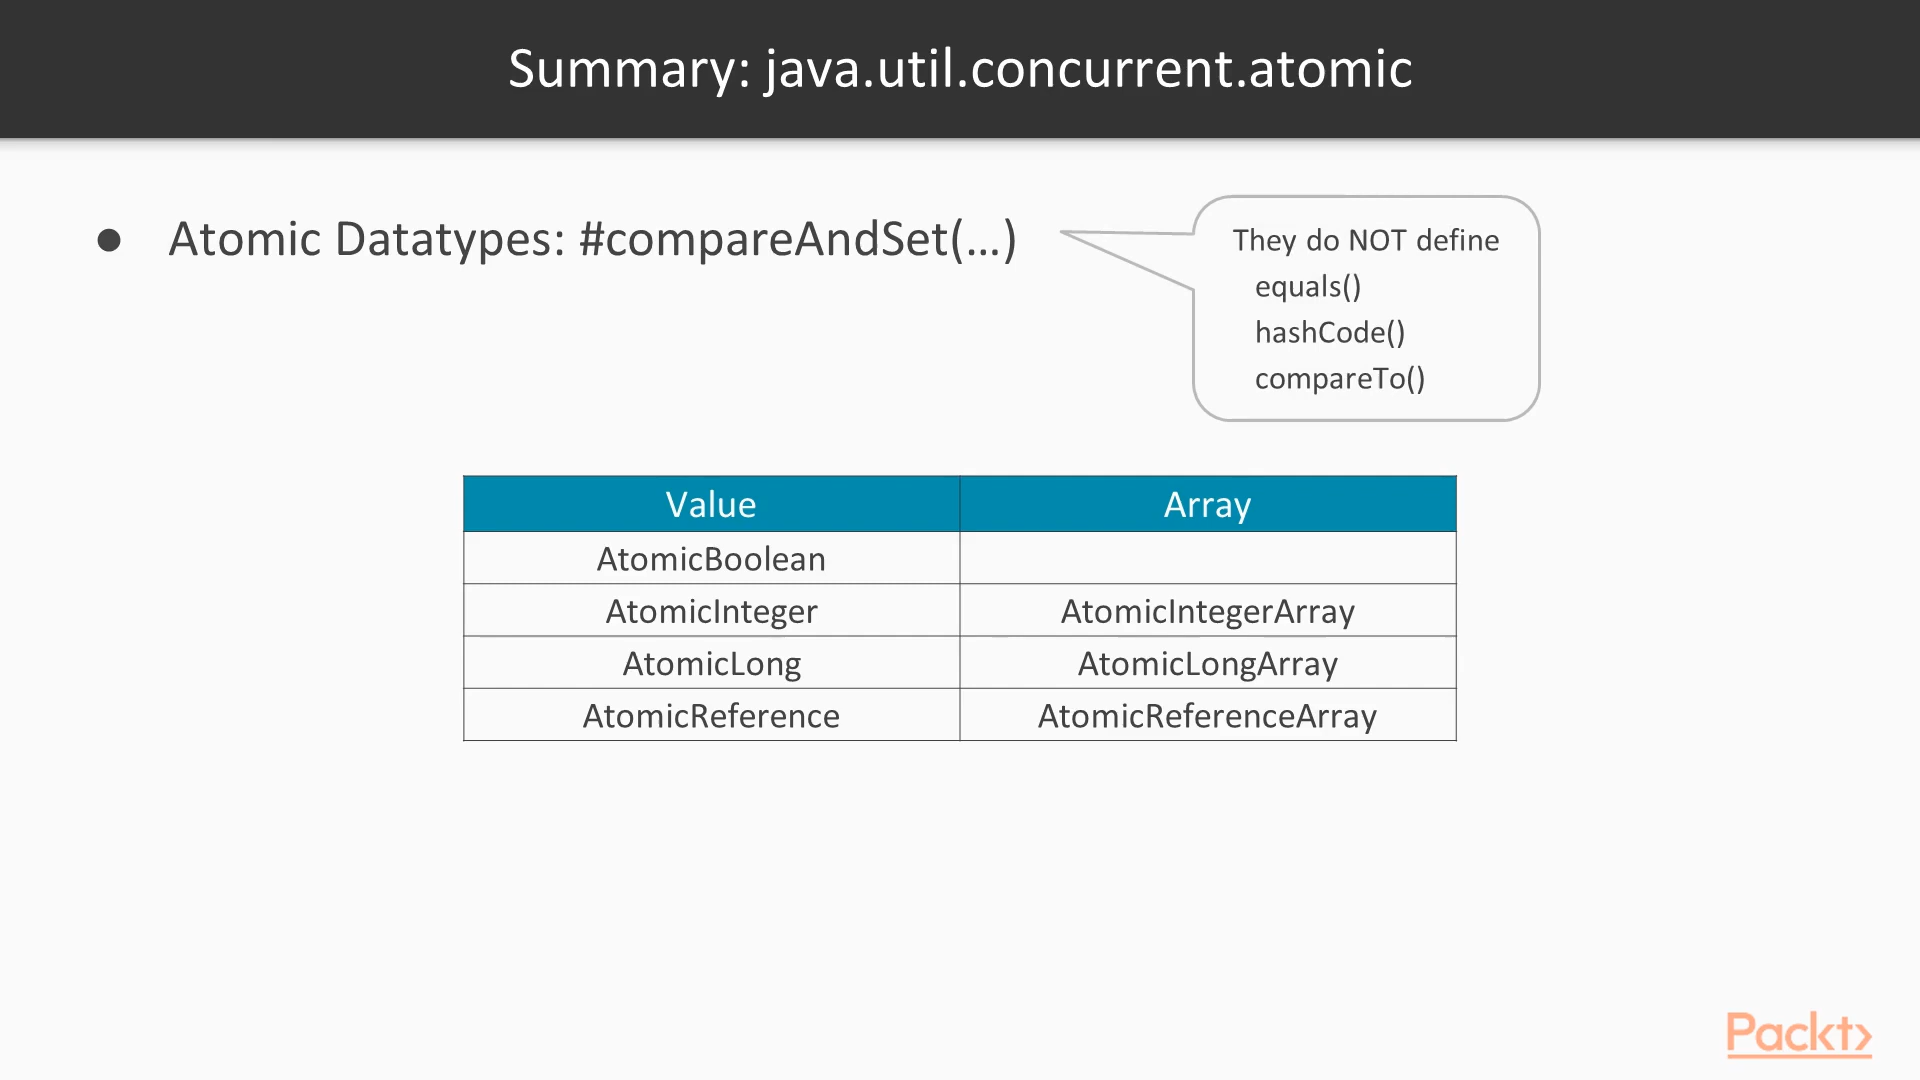 Summary: java.util.concurrent.atomic
● Atomic Datatypes: #compareAndSet(...)
They do NOT define
equals()
hashCode()
compareTo()
Value Array
AtomicBoolean
AtomicInteger AtomicIntegerArray
AtomicLong AtomicLongArray
AtomicReference AtomicReferenceArray
Packt>